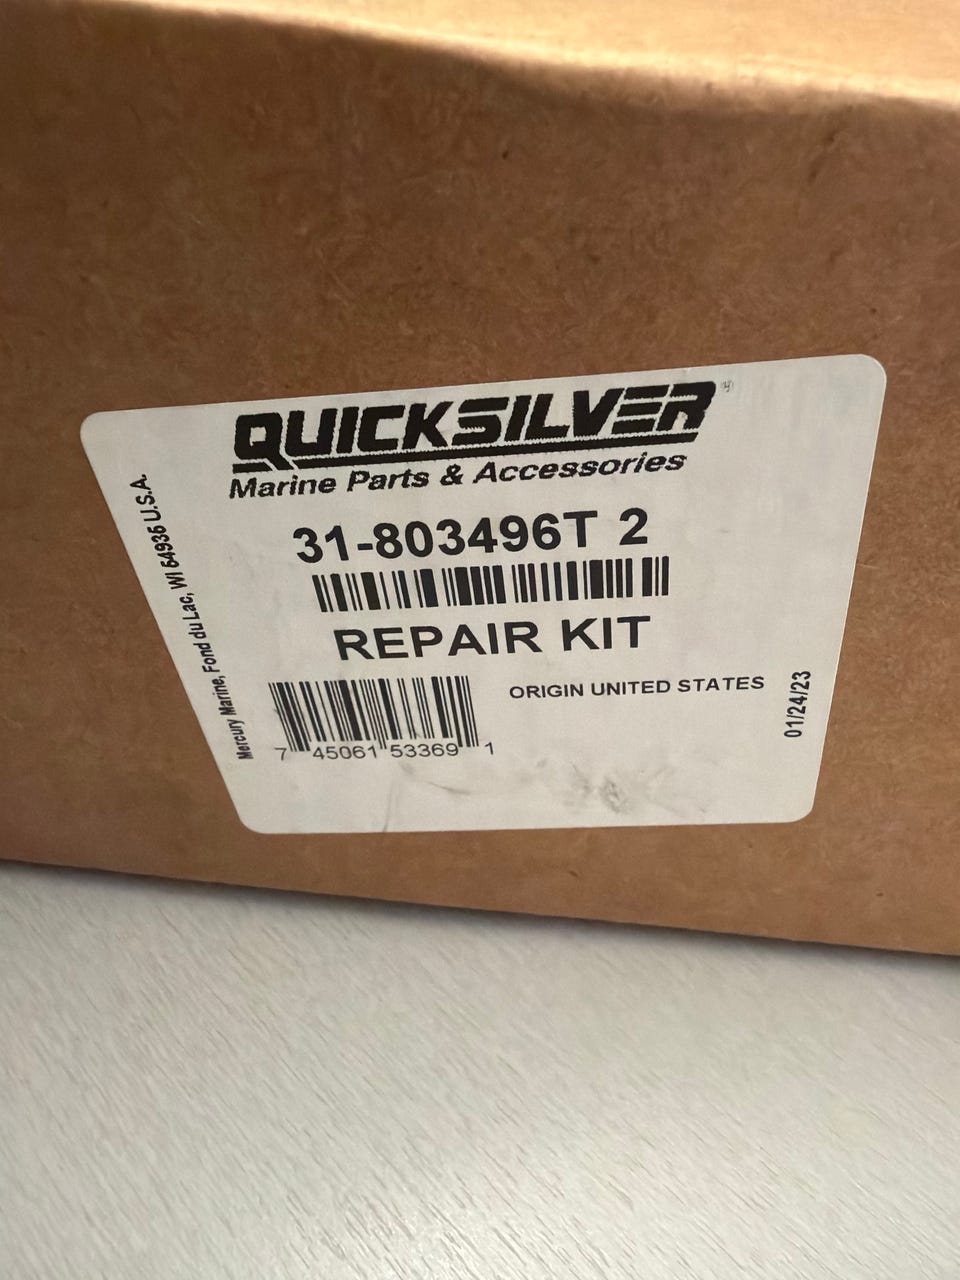 QUICKSILVER®
Marine Parts & Accessories
31-803496T 2
REPAIR KIT
ORIGIN UNITED STATES
7 45061 53369 1
Mercury Marine, Fond du Lac, WI 54935 U.S.A.
01/24/23